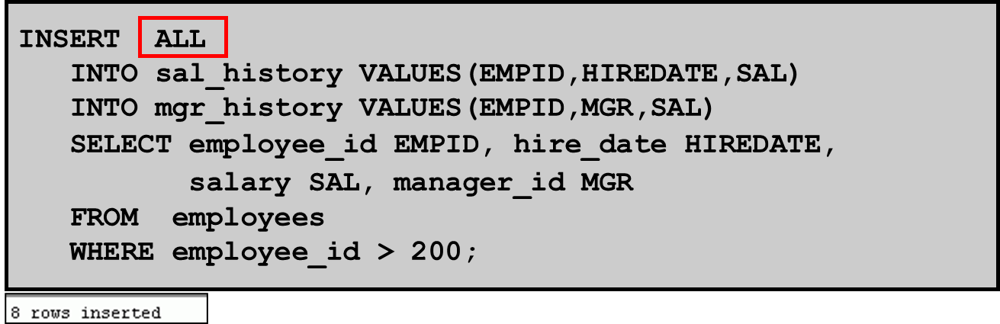 INSERT ALL
INTO sal_history VALUES(EMPID,HIREDATE,SAL)
INTO mgr_history VALUES(EMPID,MGR,SAL)
SELECT employee_id EMPID, hire_date HIREDATE,
salary SAL, manager_id MGR
FROM employees
WHERE employee_id > 200;
8 rows inserted